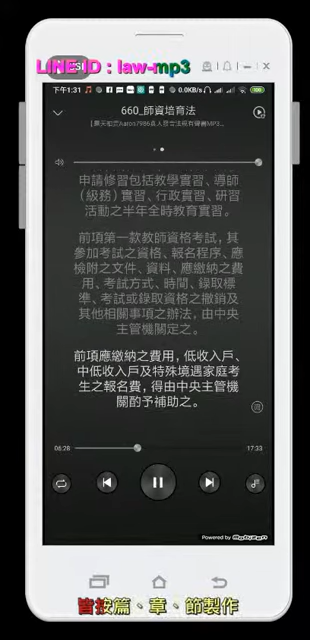 LINE ID : law-mp3
下午1:31
0.0KB/s
660_師資培育法
申請修習包括教學實習、導師
（級務）實習、行政實習、研習
活動之半年全時教育實習。
前項第一款教師資格考試，其
參加考試之資格、報名程序、應
檢附之文件、資料、應繳納之費
用、考試方式、時間、錄取標
準、考試或錄取資格之撤銷及
其他相關事項之辦法，由中央
主管機關定之。
前項應繳納之費用，低收入戶、
中低收入戶及特殊境遇家庭考
生之報名費，得由中央主管機
關酌予補助之。
詞
06:28
17:33
Powered by
皆按篇、章、節製作